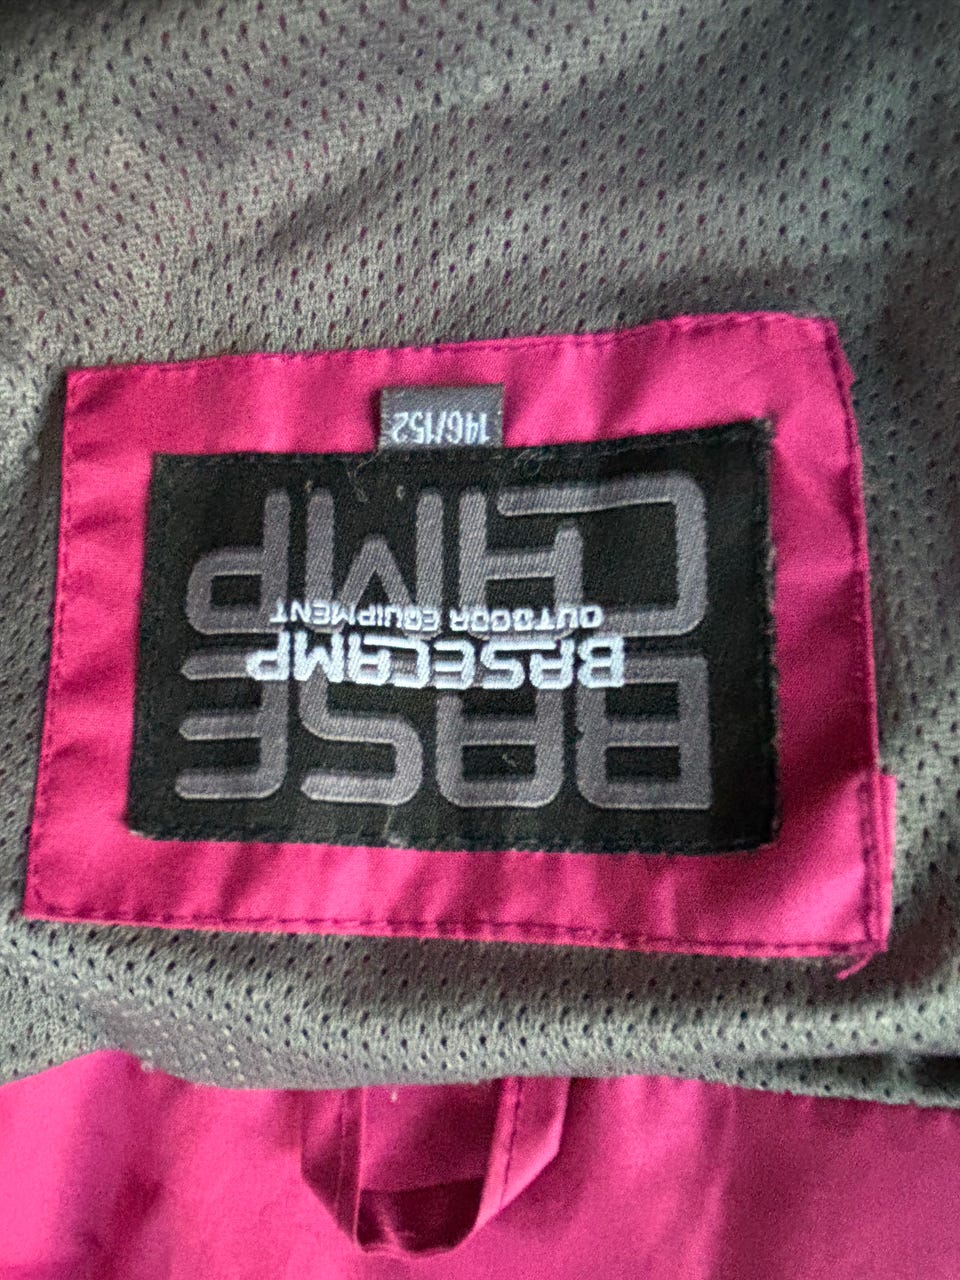 BASE
BASECAMP
OUTDOOR EQUIPMENT
CAMP
146/152